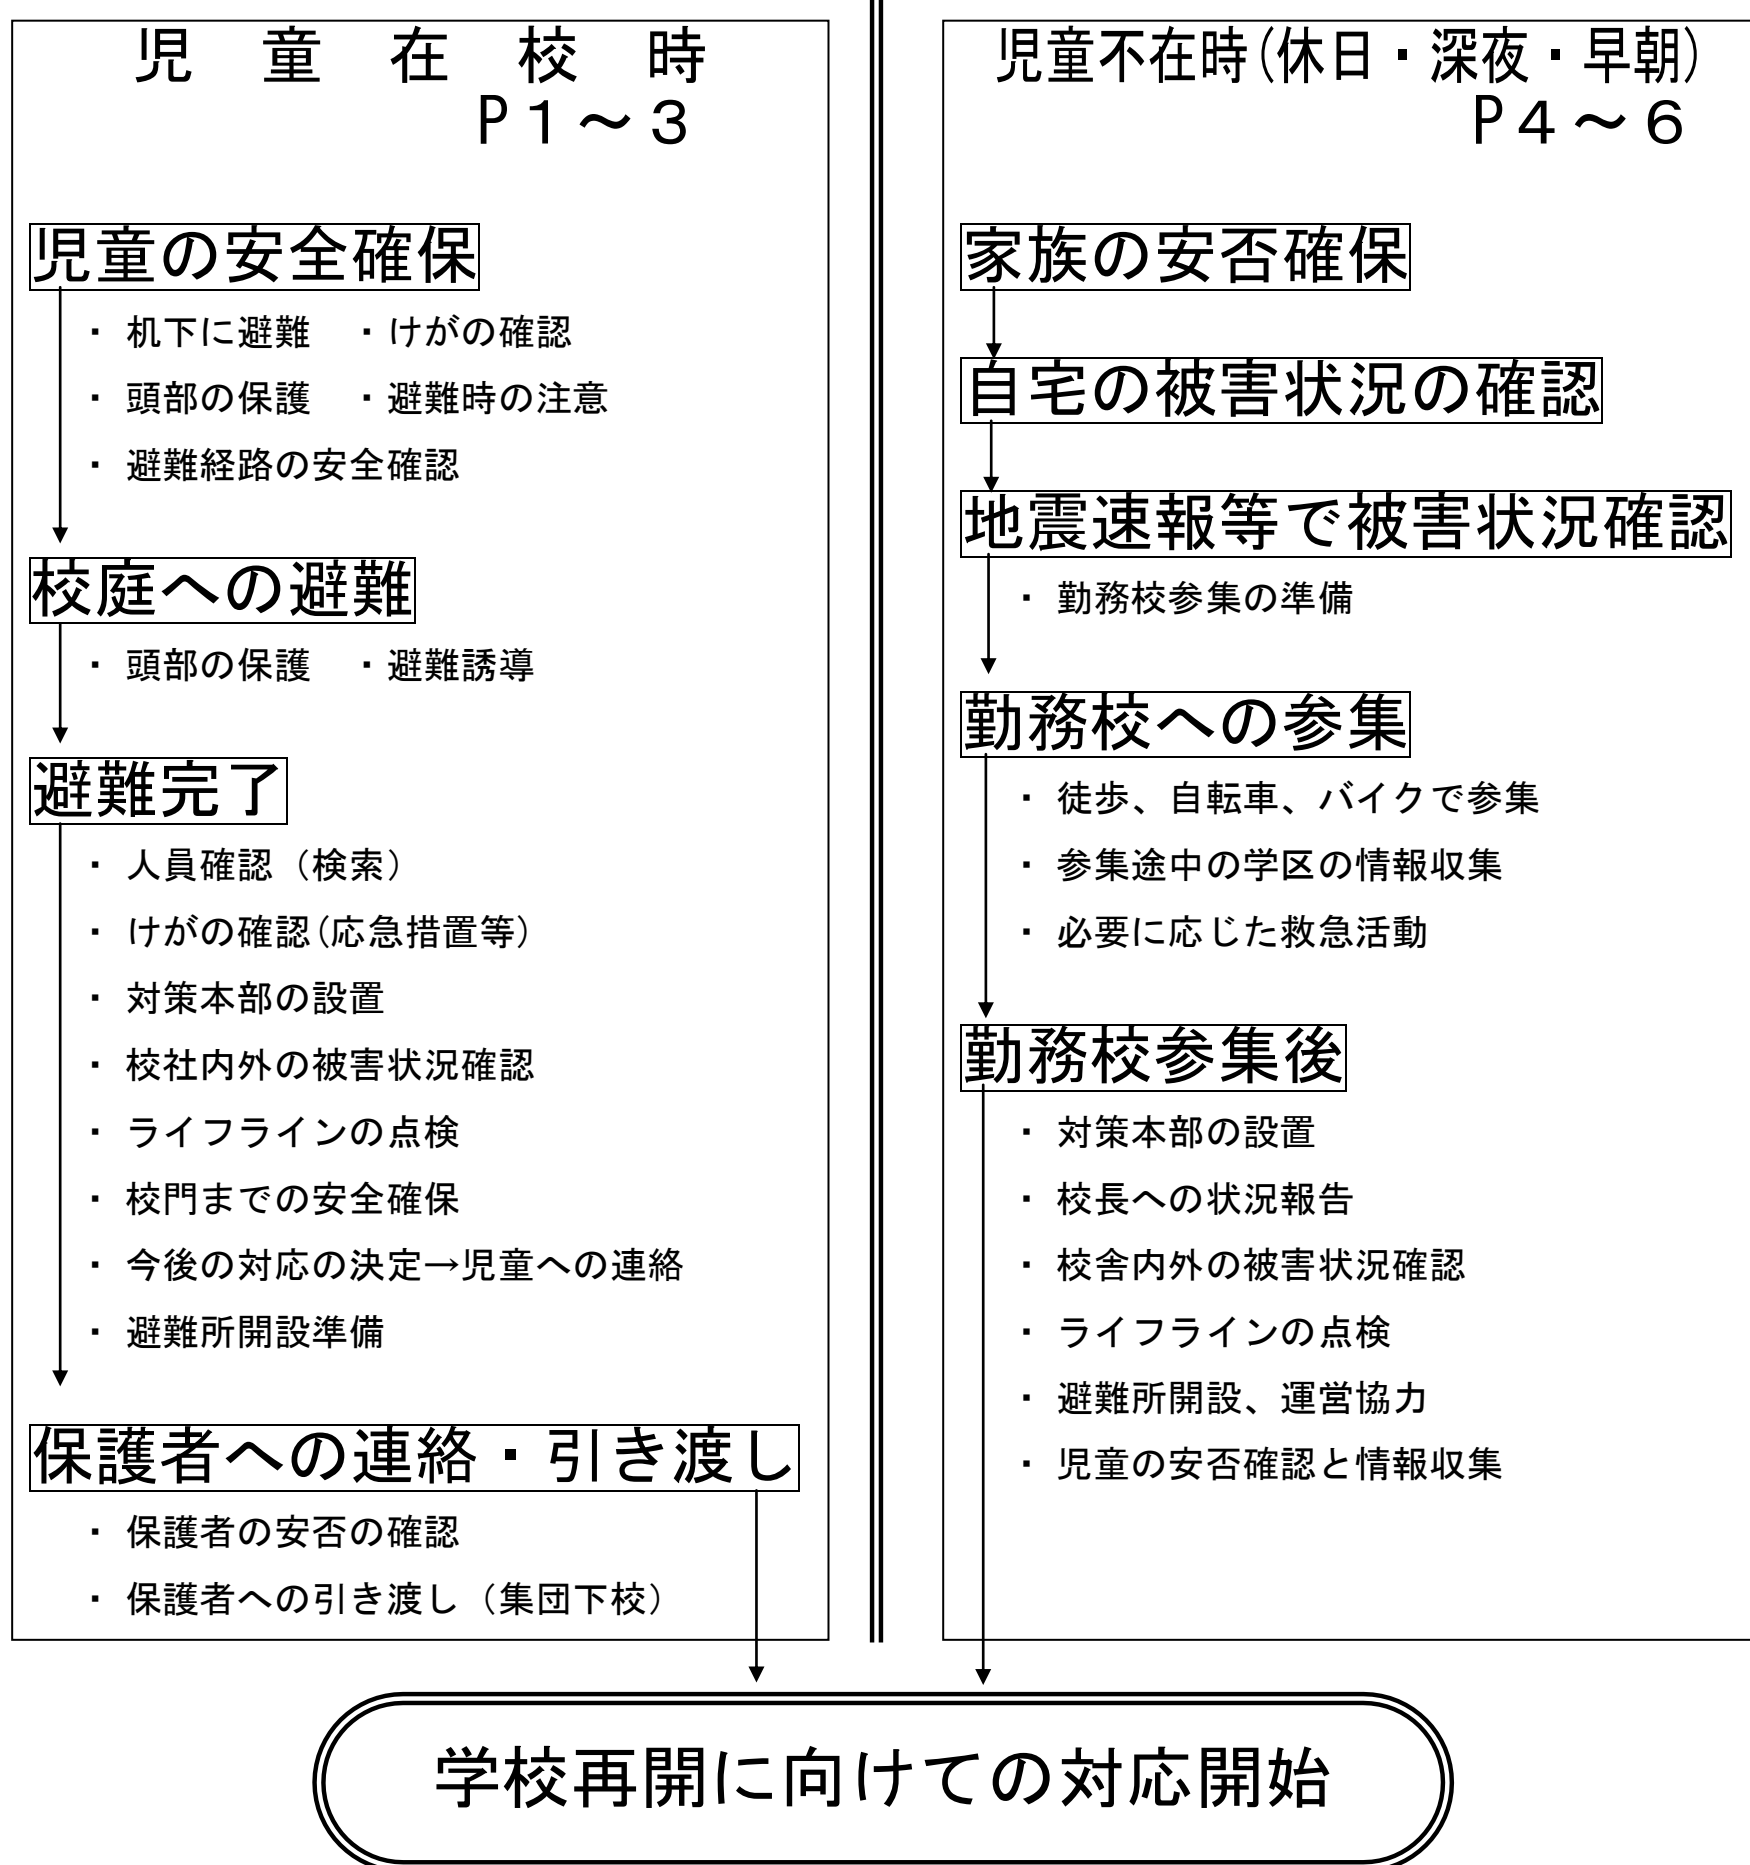 児　童　在　校　時
Ｐ１～３
児童の安全確保
・ 机下に避難　・けがの確認
・ 頭部の保護　・避難時の注意
・ 避難経路の安全確認
校庭への避難
・ 頭部の保護　・避難誘導
避難完了
・ 人員確認（検索）
・ けがの確認(応急措置等)
・ 対策本部の設置
・ 校社内外の被害状況確認
・ ライフラインの点検
・ 校門までの安全確保
・ 今後の対応の決定→児童への連絡
・ 避難所開設準備
保護者への連絡・引き渡し
・ 保護者の安否の確認
・ 保護者への引き渡し（集団下校）
児童不在時(休日・深夜・早朝)
Ｐ４～６
家族の安否確保
自宅の被害状況の確認
地震速報等で被害状況確認
・ 勤務校参集の準備
勤務校への参集
・ 徒歩、自転車、バイクで参集
・ 参集途中の学区の情報収集
・ 必要に応じた救急活動
勤務校参集後
・ 対策本部の設置
・ 校長への状況報告
・ 校舎内外の被害状況確認
・ ライフラインの点検
・ 避難所開設、運営協力
・ 児童の安否確認と情報収集
学校再開に向けての対応開始